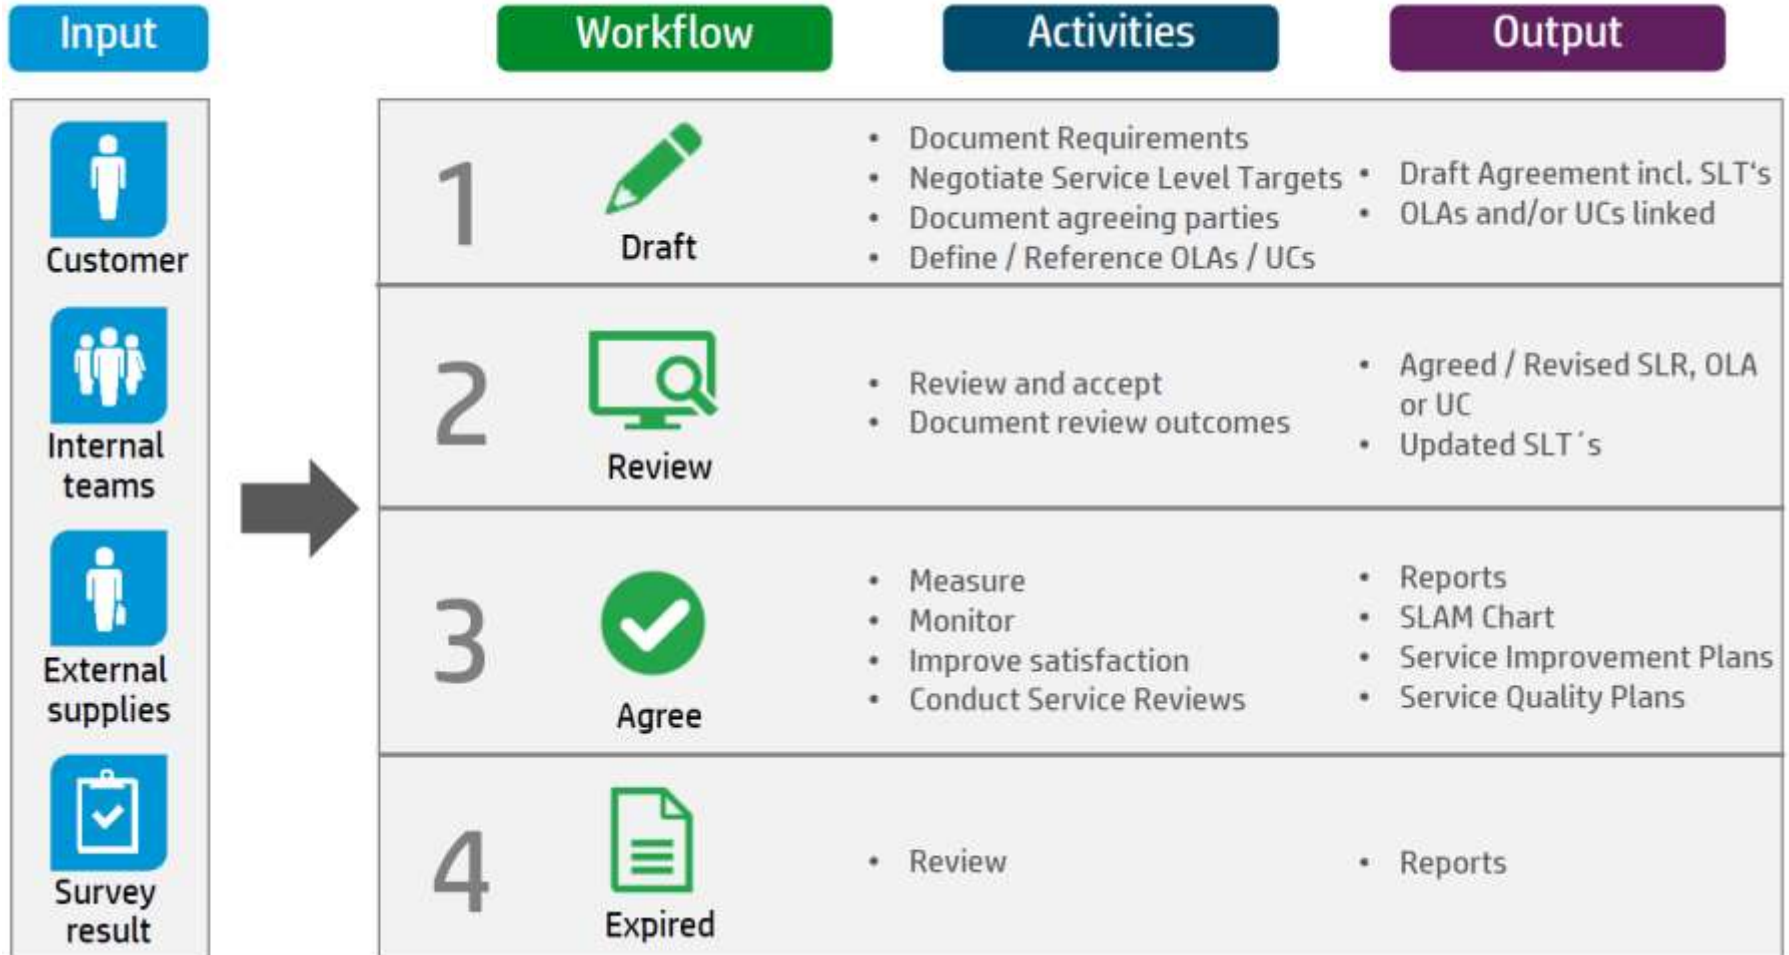 Input
Workflow
Activities
Output
Customer
Internal
teams
External
supplies
Survey
result
1
Draft
• Document Requirements
• Negotiate Service Level Targets
• Document agreeing parties
• Define / Reference OLAs / UCs
• Draft Agreement incl. SLT‘s
• OLAs and/or UCs linked
2
Review
• Review and accept
• Document review outcomes
• Agreed / Revised SLR, OLA
or UC
• Updated SLT´s
3
Agree
• Measure
• Monitor
• Improve satisfaction
• Conduct Service Reviews
• Reports
• SLAM Chart
• Service Improvement Plans
• Service Quality Plans
4
Expired
• Review
• Reports